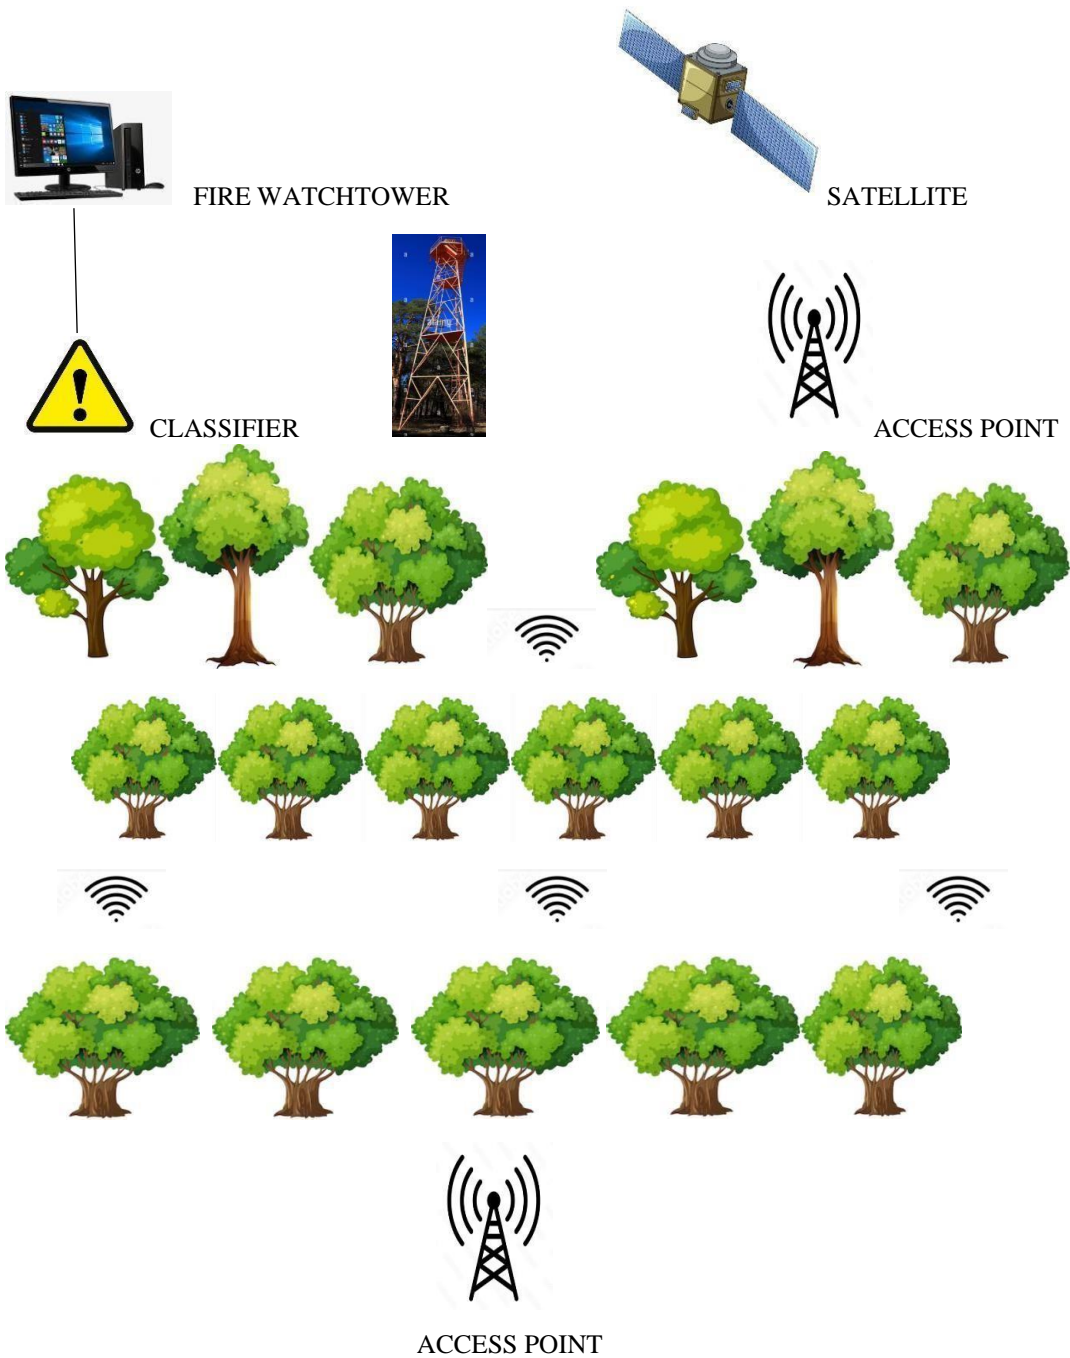 FIRE WATCHTOWER
SATELLITE
CLASSIFIER
ACCESS POINT
ACCESS POINT